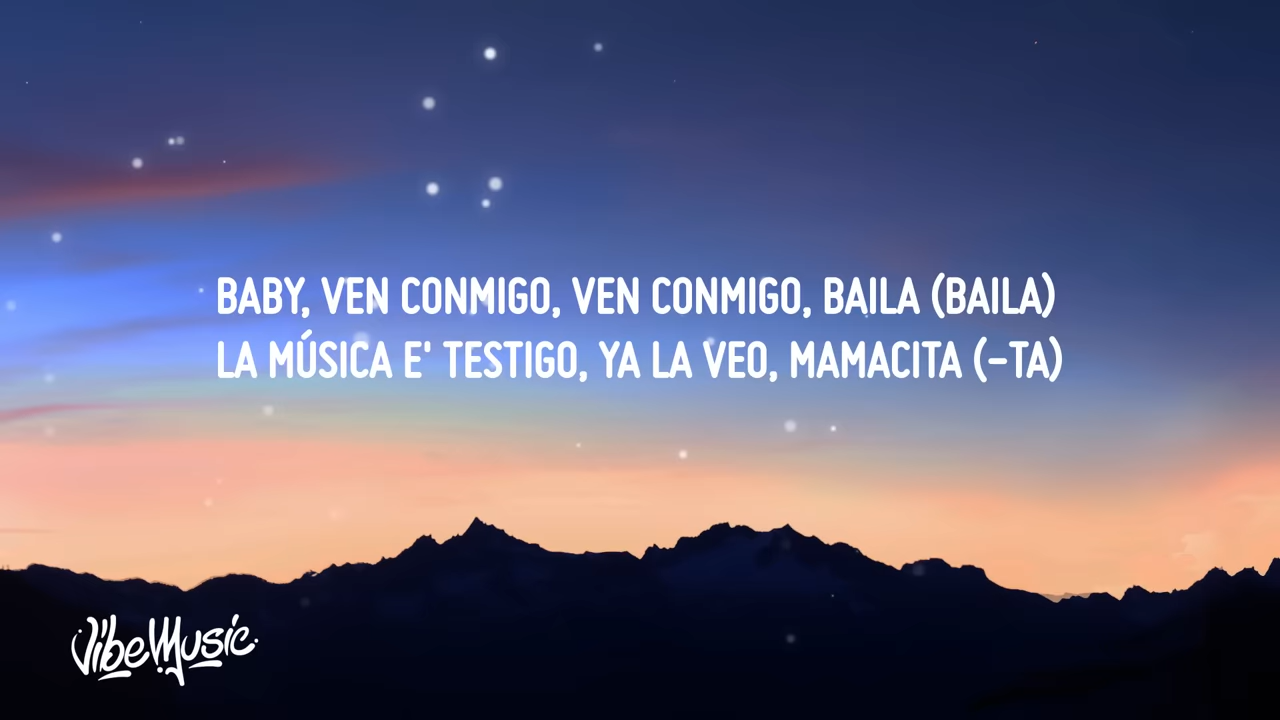 BABY, VEN CONMIGO, VEN CONMIGO, BAILA (BAILA)
LA MÚSICA E' TESTIGO, YA LA VEO, MAMACITA (-TA)
VibeMusic